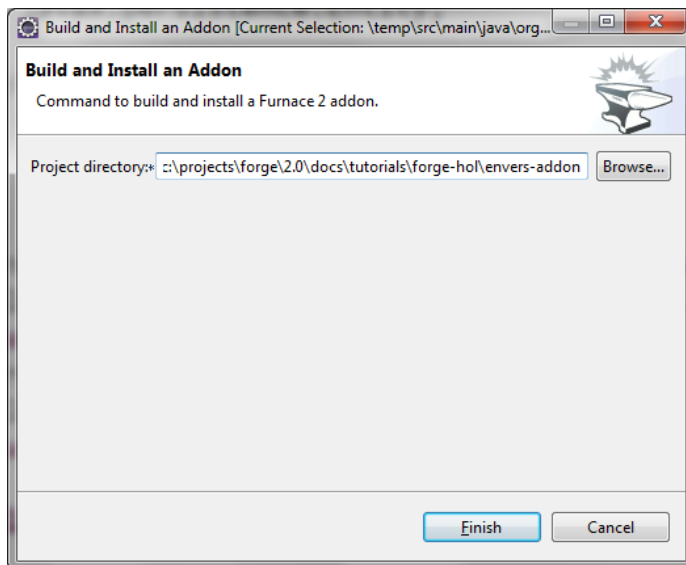 Build and Install an Addon [Current Selection: \temp\src\main\java\org...
Build and Install an Addon
Command to build and install a Furnace 2 addon.
Project directory:* c:\projects\forge\2.0\docs\tutorials\forge-hol\envers-addon Browse...
Finish Cancel